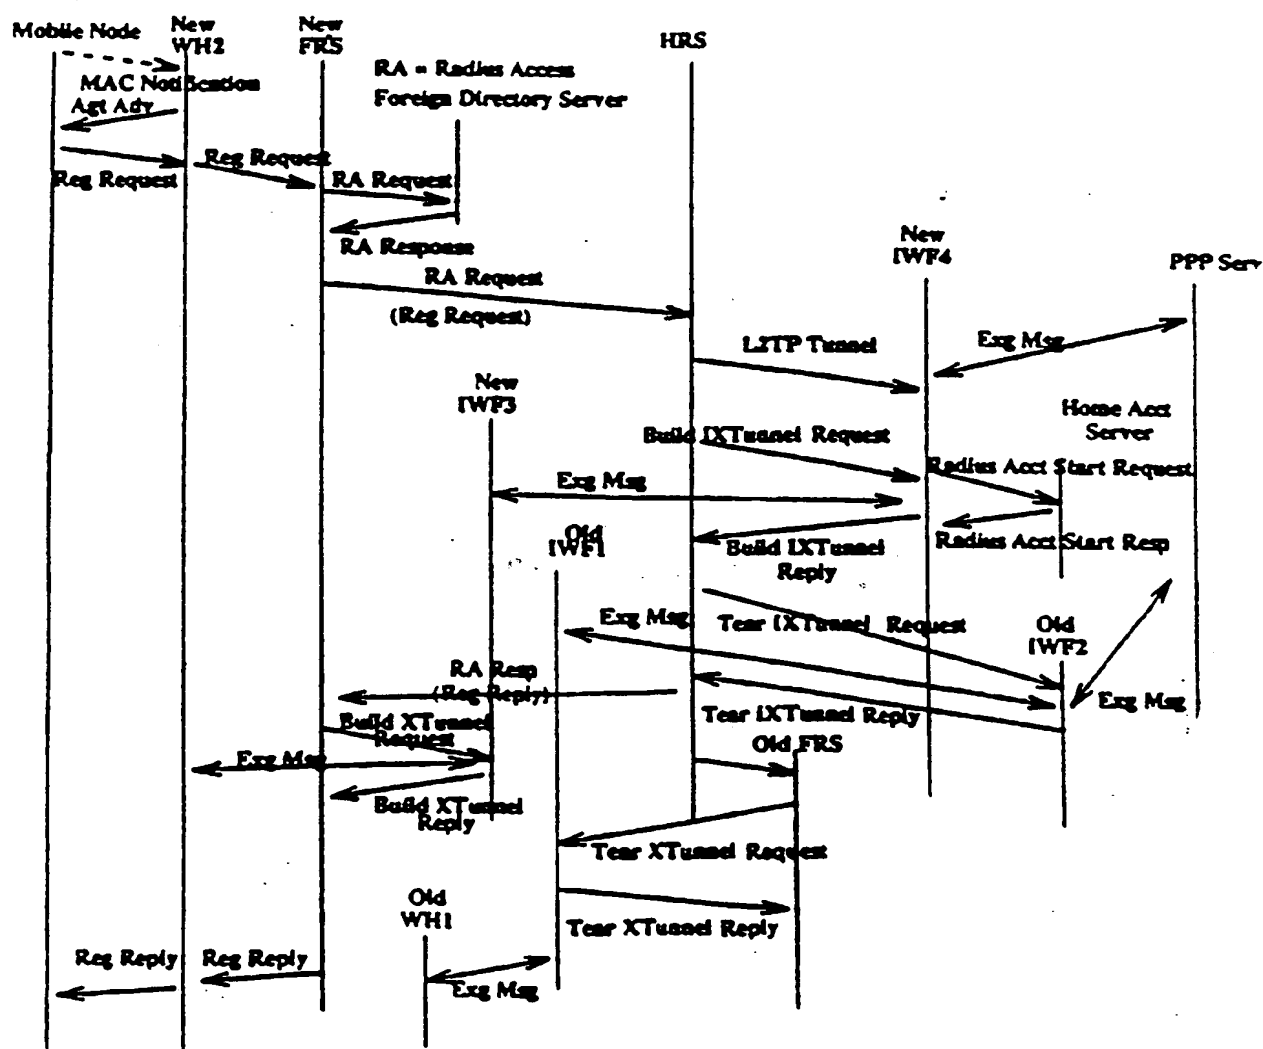 Mobile Node
New
WH2
New
FRS
HRS
RA = Radius Access
Foreign Directory Server
MAC Notification
Agt Adv
Reg Request
Reg Request
RA Request
RA Response
RA Request
(Reg Request)
New
IWF4
PPP Serv
L2TP Tunnel
Exg Msg
New
IWF3
Home Acct
Server
Build IXTunnel Request
Radius Acct Start Request
Exg Msg
Old
IWF1
Build IXTunnel
Reply
Radius Acct Start Resp
Exg Msg
Tear IXTunnel Request
Old
IWF2
RA Resp
(Reg Reply)
Exg Msg
Tear IXTunnel Reply
Build XTunnel
Request
Old FRS
Exg Msg
Build XTunnel
Reply
Tear XTunnel Request
Old
WH1
Tear XTunnel Reply
Reg Reply
Reg Reply
Exg Msg